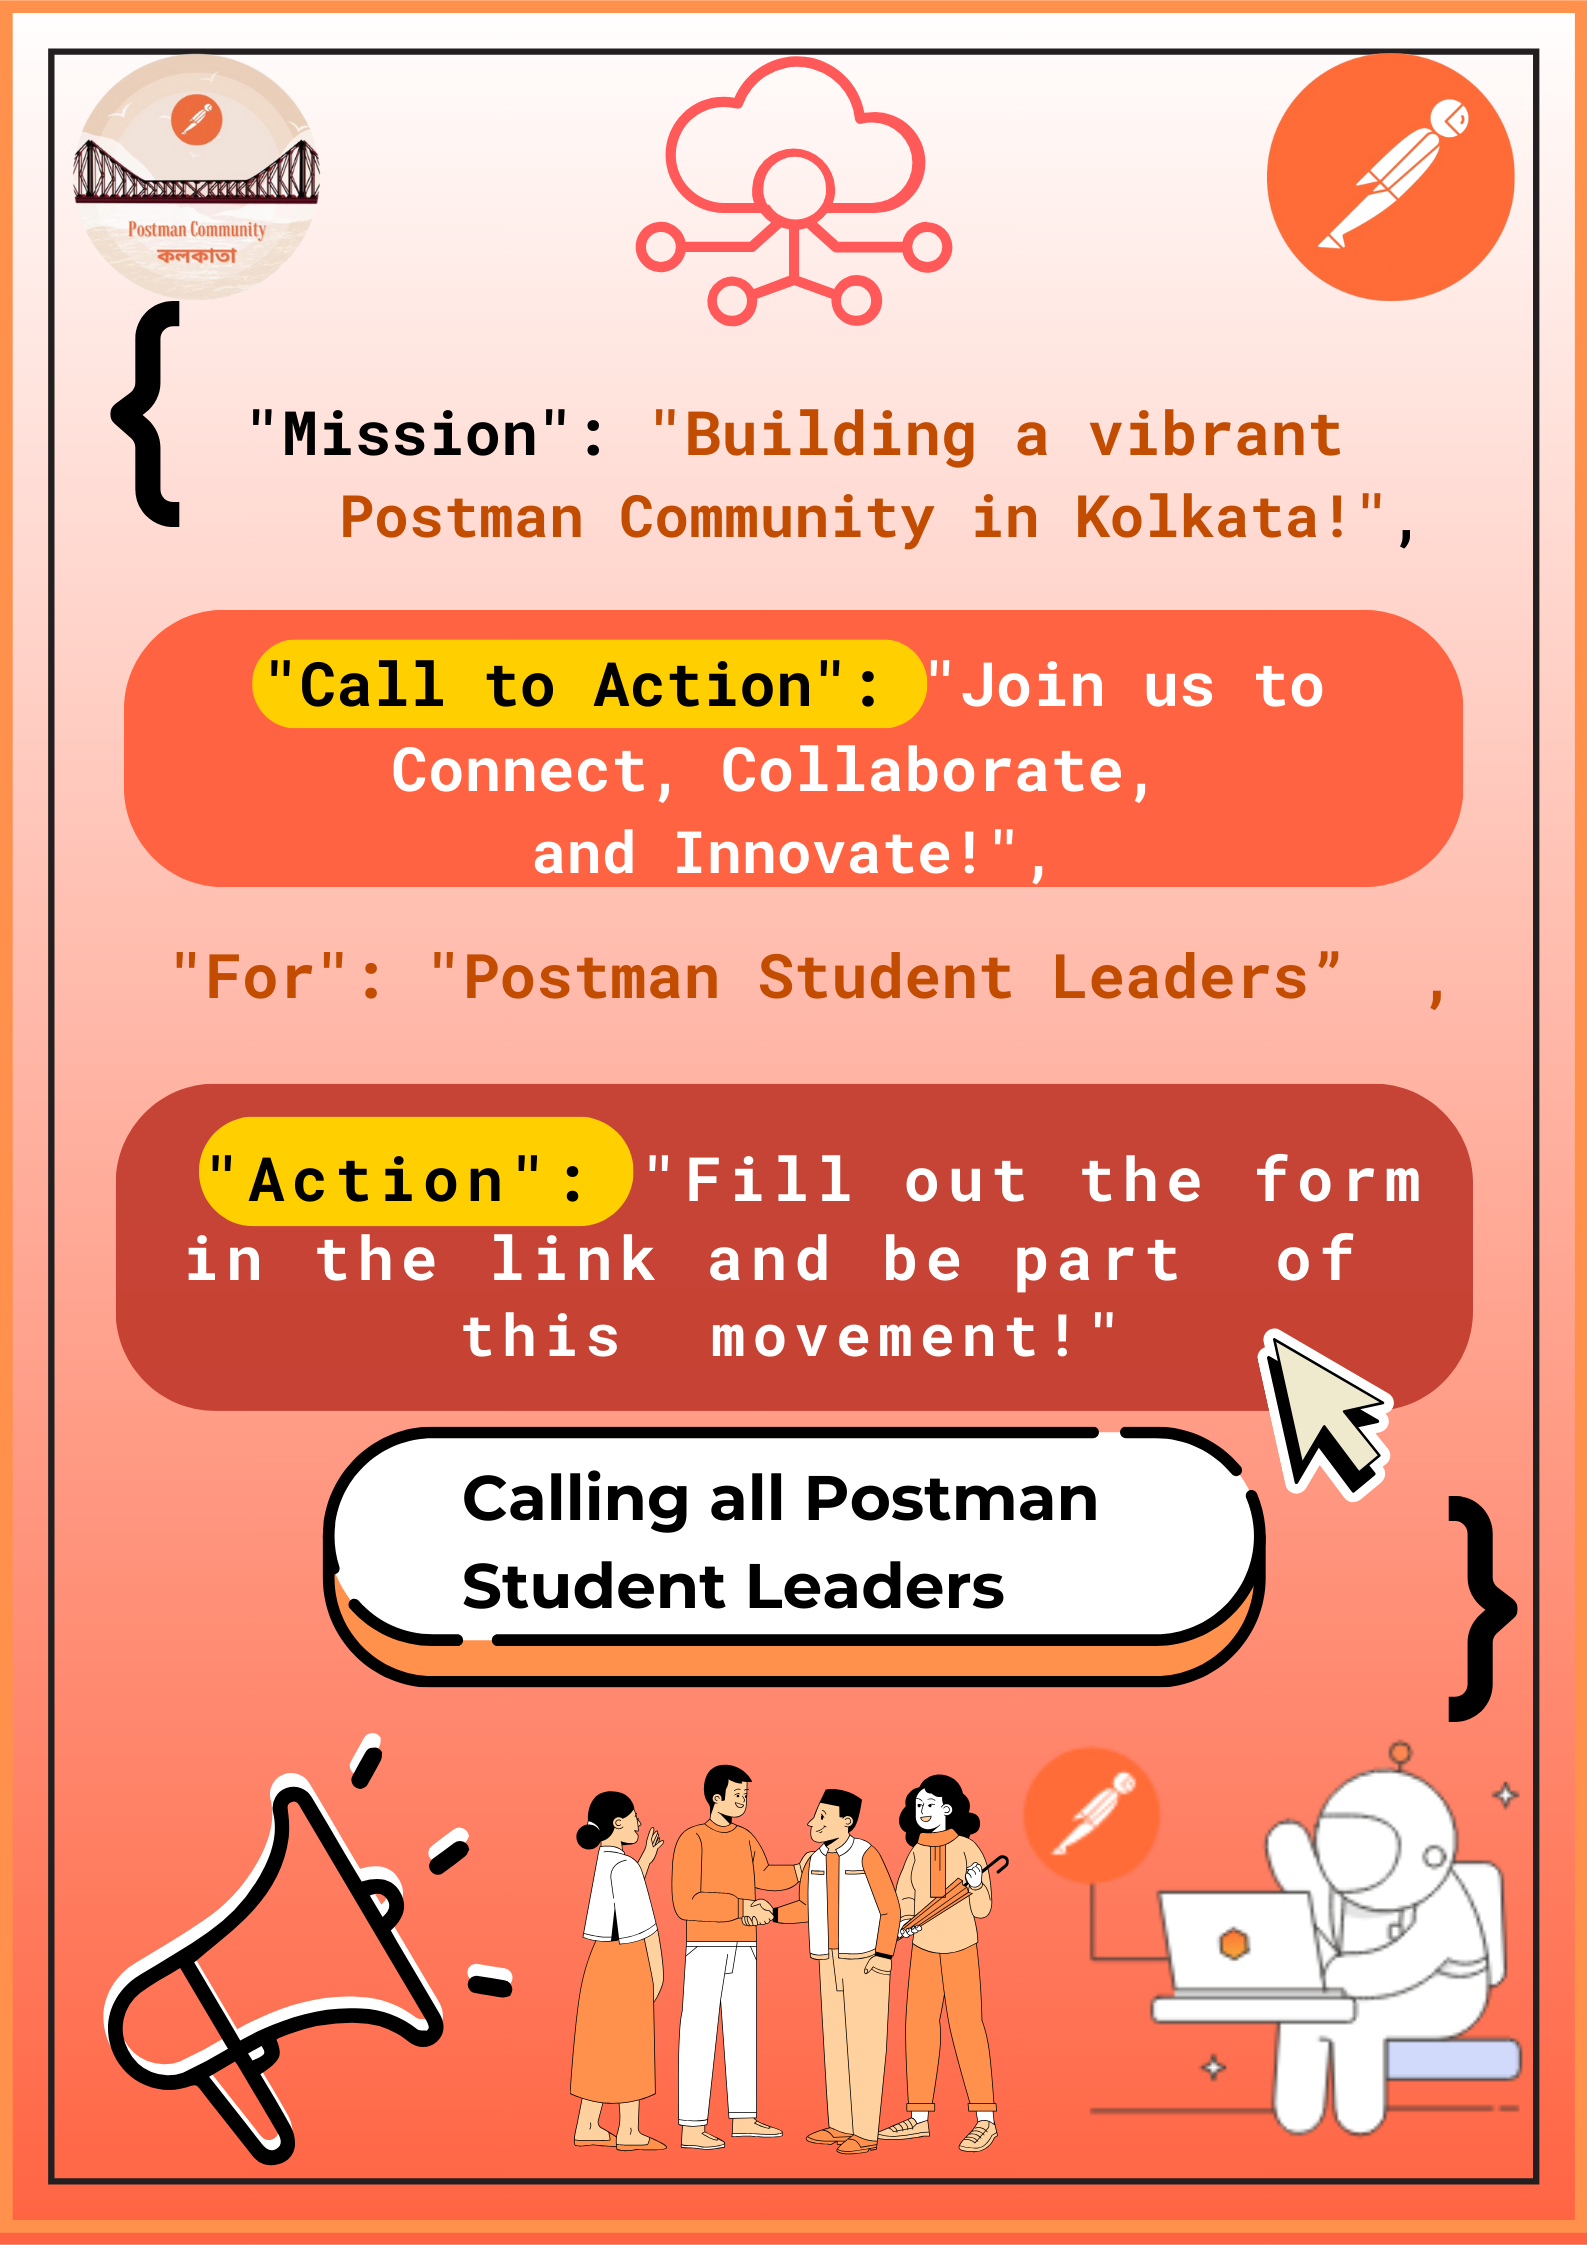 Postman Community
কলকাতা
{
"Mission": "Building a vibrant
Postman Community in Kolkata!",
"Call to Action": "Join us to
Connect, Collaborate,
and Innovate!",
"For": "Postman Student Leaders” ,
"Action": "Fill out the form
in the link and be part of
this movement!"
Calling all Postman
Student Leaders
}